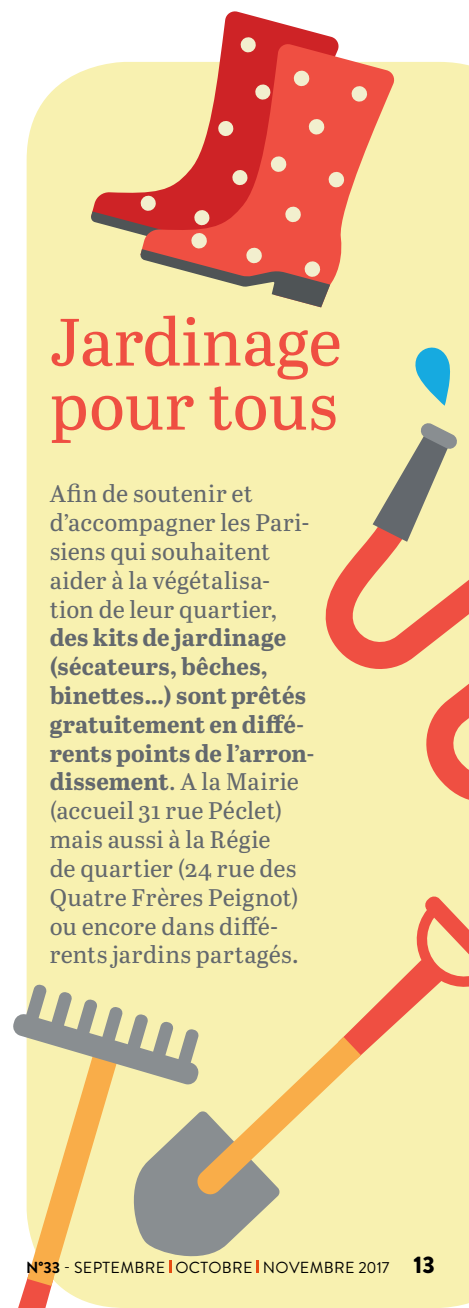 Jardinage
pour tous
Afin de soutenir et
d’accompagner les Pari-
siens qui souhaitent
aider à la végétalisa-
tion de leur quartier,
des kits de jardinage
(sécateurs, bêches,
binettes...) sont prêtés
gratuitement en diffé-
rents points de l’arron-
dissement. A la Mairie
(accueil 31 rue Péclet)
mais aussi à la Régie
de quartier (24 rue des
Quatre Frères Peignot)
ou encore dans diffé-
rents jardins partagés.
N°33 - SEPTEMBRE | OCTOBRE | NOVEMBRE 2017 13